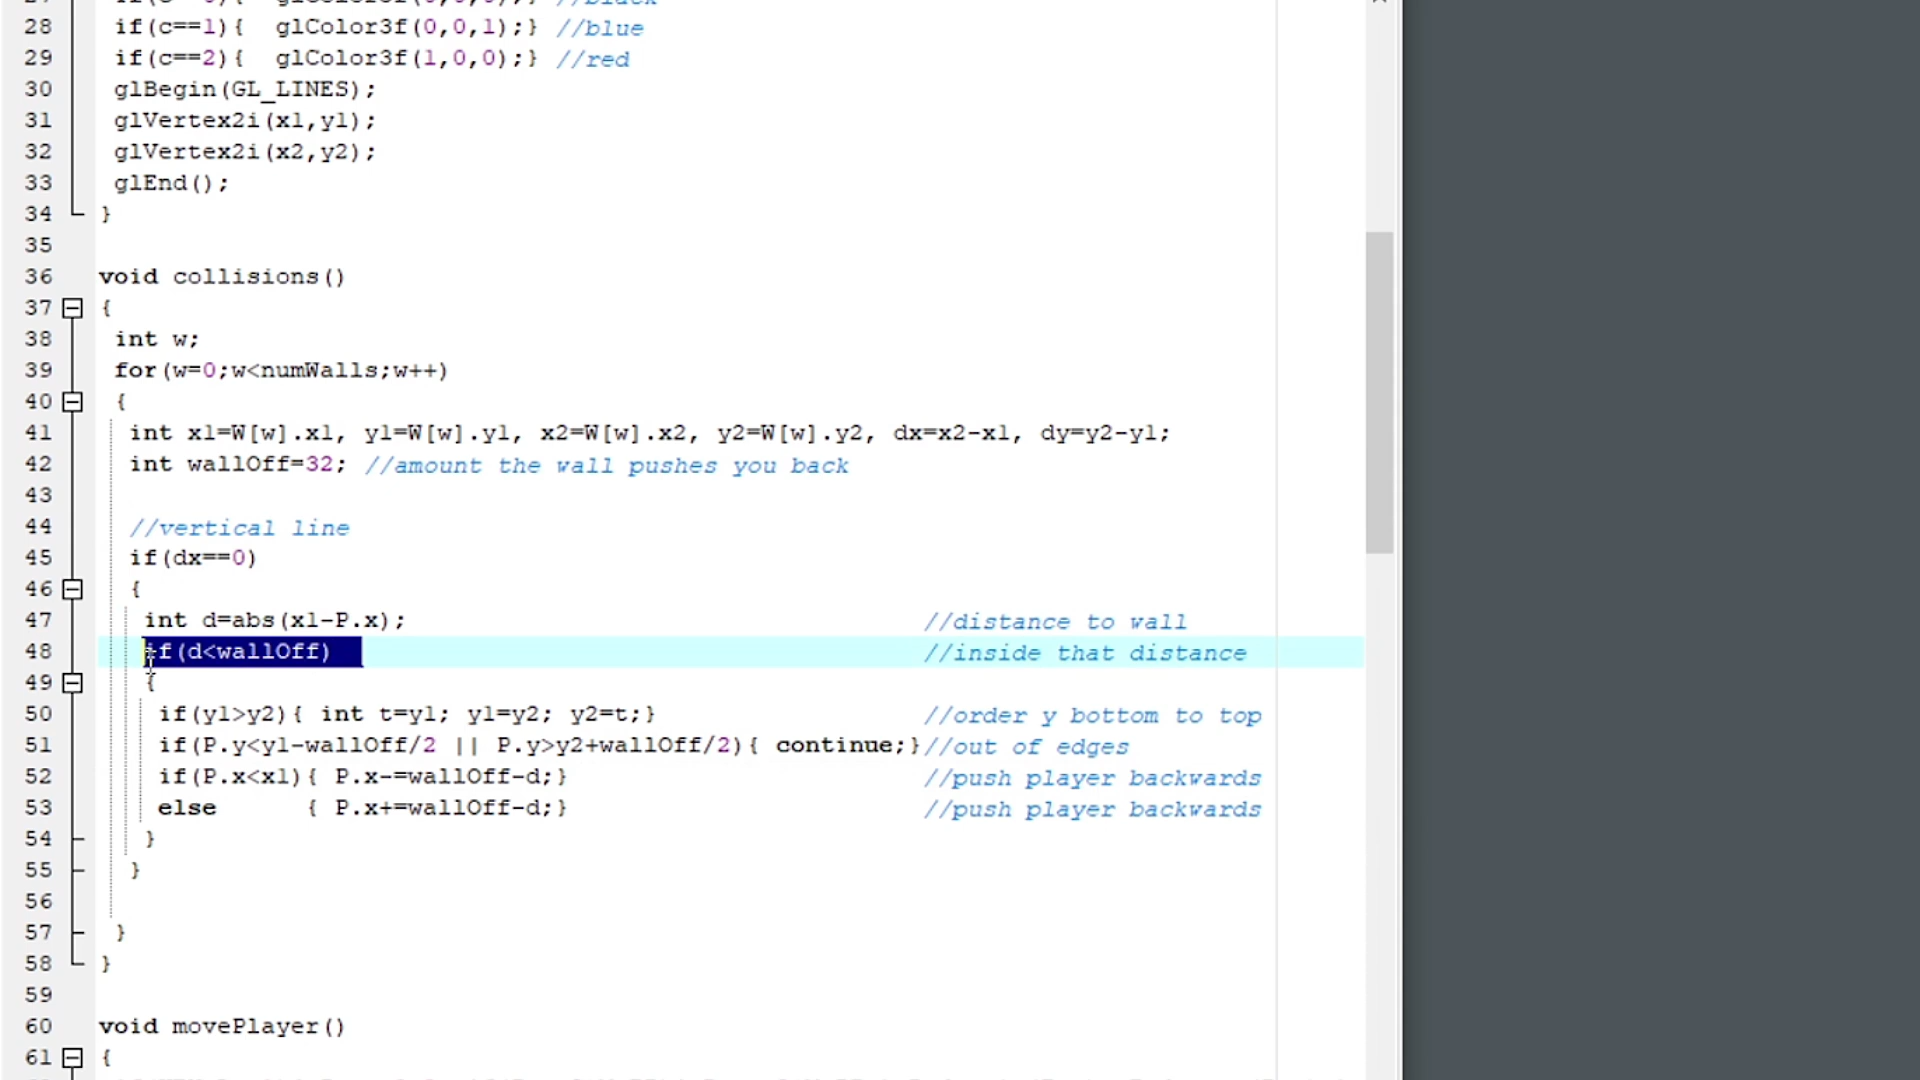 28 if(c==1){ glColor3f(0,0,1);} //blue
29 if(c==2){ glColor3f(1,0,0);} //red
30 glBegin(GL_LINES);
31 glVertex2i(x1,y1);
32 glVertex2i(x2,y2);
33 glEnd();
34 }
35
36 void collisions()
37 {
38 int w;
39 for(w=0;w<numWalls;w++)
40 {
41 int x1=W[w].x1, y1=W[w].y1, x2=W[w].x2, y2=W[w].y2, dx=x2-x1, dy=y2-y1;
42 int wallOff=32; //amount the wall pushes you back
43
44 //vertical line
45 if(dx==0)
46 {
47 int d=abs(x1-P.x); //distance to wall
48 if(d<wallOff) //inside that distance
49 {
50 if(y1>y2){ int t=y1; y1=y2; y2=t;} //order y bottom to top
51 if(P.y<y1-wallOff/2 || P.y>y2+wallOff/2){ continue;}//out of edges
52 if(P.x<x1){ P.x-=wallOff-d;} //push player backwards
53 else { P.x+=wallOff-d;} //push player backwards
54 }
55 }
56
57 }
58 }
59
60 void movePlayer()
61 {